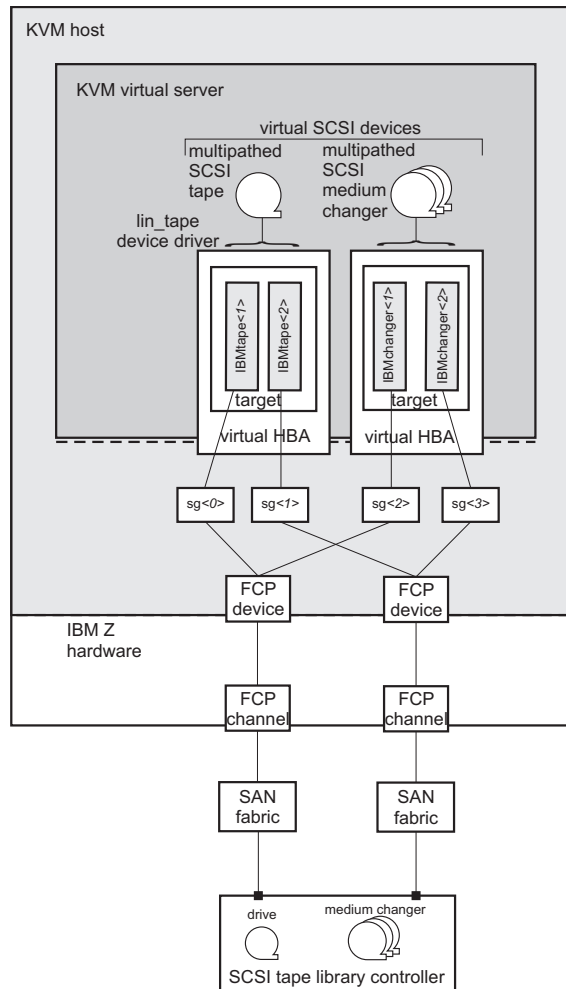 KVM host
KVM virtual server
virtual SCSI devices
multipathed
SCSI
tape
multipathed
SCSI
medium
changer
lin_tape
device driver
IBMtape<1>
IBMtape<2>
target
virtual HBA
IBMchanger<1>
IBMchanger<2>
target
virtual HBA
sg<0>
sg<1>
sg<2>
sg<3>
FCP
device
FCP
device
IBM Z
hardware
FCP
channel
FCP
channel
SAN
fabric
SAN
fabric
drive
medium changer
SCSI tape library controller